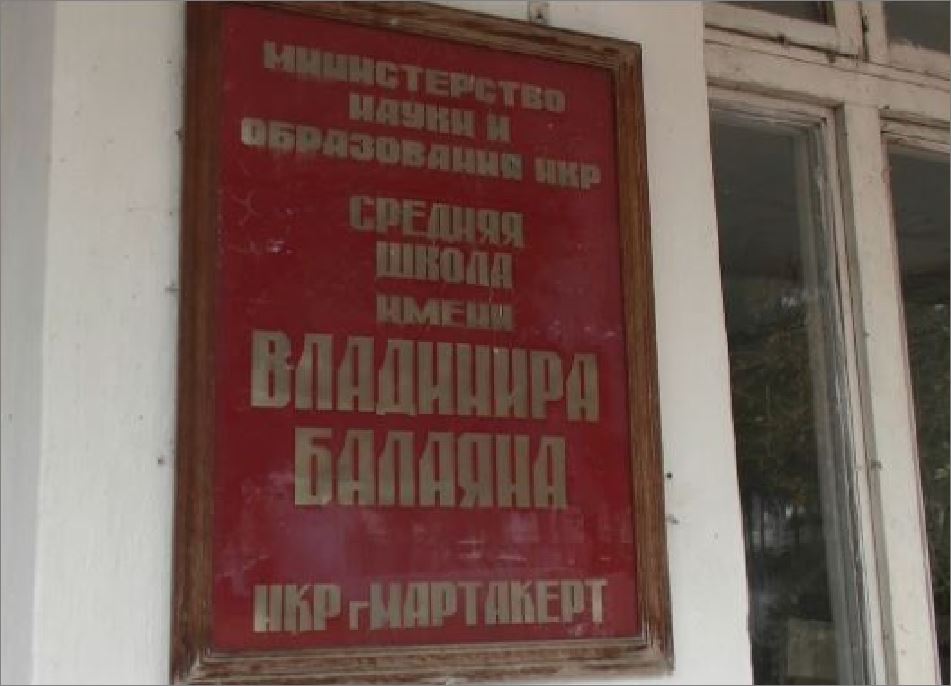 МИНИСТЕРСТВО
НАУКИ И
ОБРАЗОВАНИЯ НКР
СРЕДНЯЯ
ШКОЛА
ИМЕНИ
ВЛАДИМИРА
БАЛАЯНА
НКР г МАРТАКЕРТ